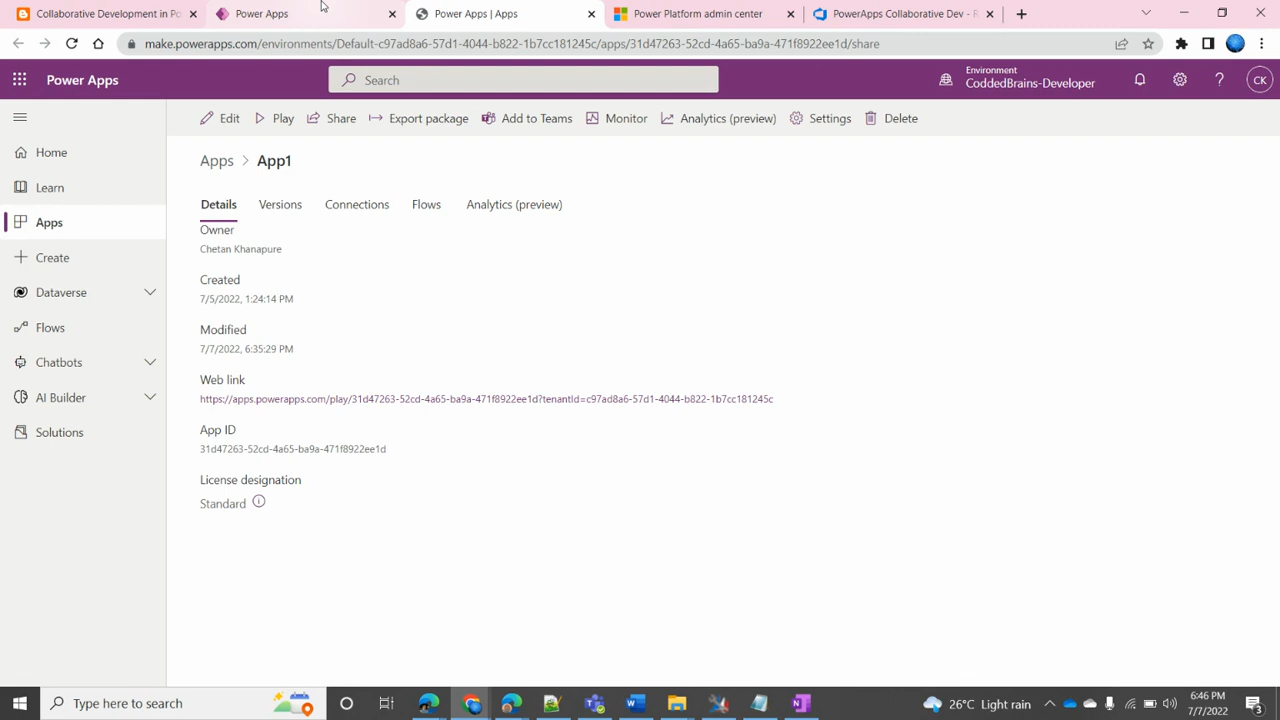 Collaborative Development in Po
Power Apps
Power Apps | Apps
Power Platform admin center
PowerApps Collaborative Dev - R
make.powerapps.com/environments/Default-c97ad8a6-57d1-4044-b822-1b7cc181245c/apps/31d47263-52cd-4a65-ba9a-471f8922ee1d/share
Power Apps
Search
Environment
CoddedBrains-Developer
CK
Edit
Play
Share
Export package
Add to Teams
Monitor
Analytics (preview)
Settings
Delete
Home
Learn
Apps
Create
Dataverse
Flows
Chatbots
AI Builder
Solutions
Apps > App1
Details
Versions
Connections
Flows
Analytics (preview)
Owner
Chetan Khanapure
Created
7/5/2022, 1:24:14 PM
Modified
7/7/2022, 6:35:29 PM
Web link
https://apps.powerapps.com/play/31d47263-52cd-4a65-ba9a-471f8922ee1d?tenantId=c97ad8a6-57d1-4044-b822-1b7cc181245c
App ID
31d47263-52cd-4a65-ba9a-471f8922ee1d
License designation
Standard
Type here to search
26°C Light rain
6:46 PM
7/7/2022
3